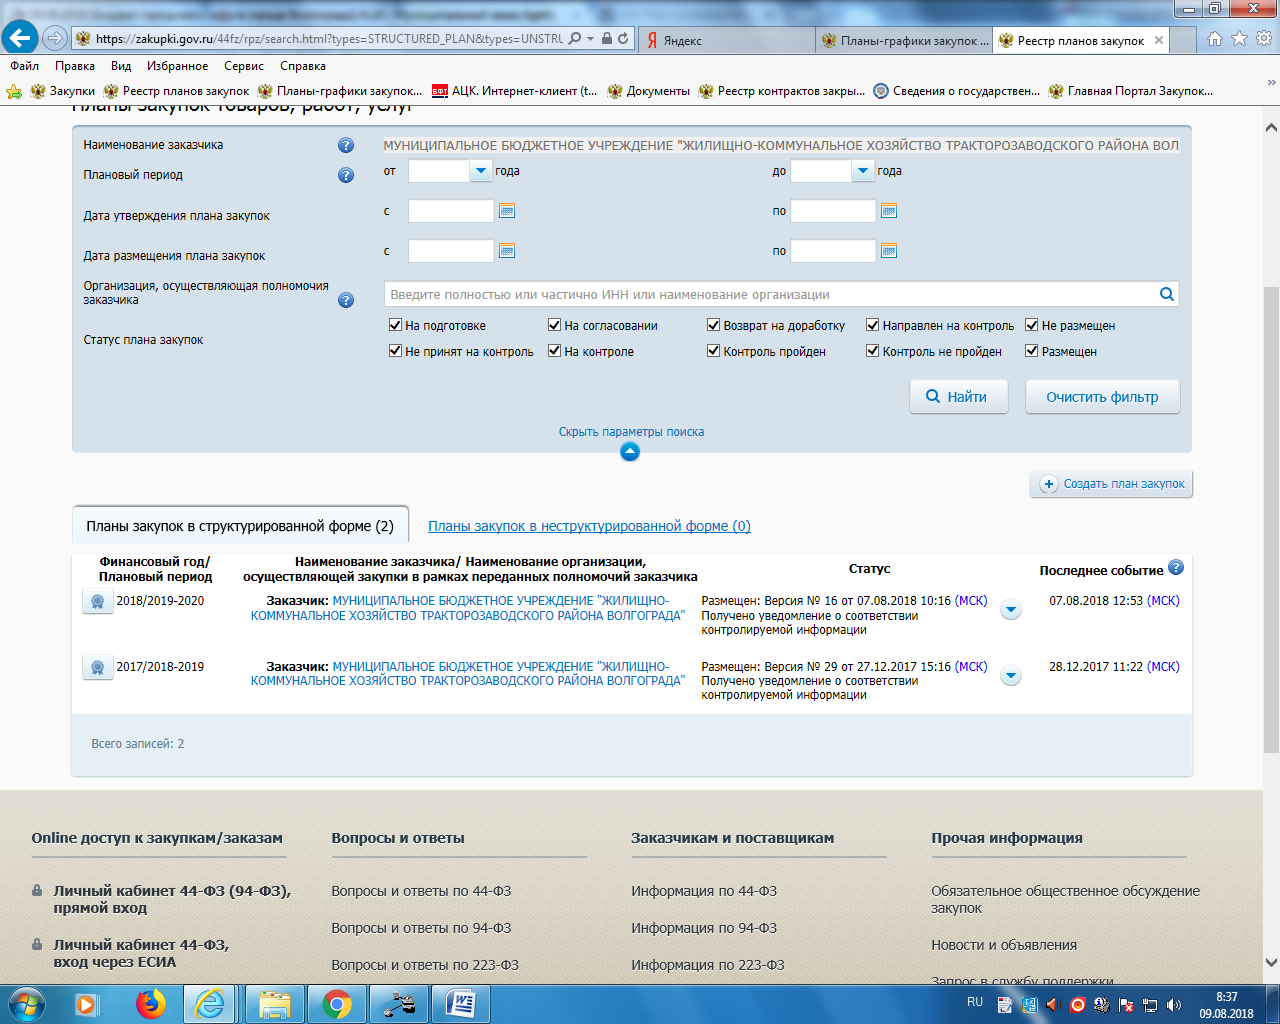 https://zakupki.gov.ru/44fz/rpz/search.html?types=STRUCTURED_PLAN&types=UNSTRU
Яндекс
Планы-графики закупок ...
Реестр планов закупок
Файл Правка Вид Избранное Сервис Справка
Закупки Реестр планов закупок Планы-графики закупок... БФТ АЦК. Интернет-клиент (t... Документы Реестр контрактов закры... Сведения о государствен... Главная Портал Закупок... »
Планы закупок товаров, работ, услуг
Наименование заказчика ? МУНИЦИПАЛЬНОЕ БЮДЖЕТНОЕ УЧРЕЖДЕНИЕ "ЖИЛИЩНО-КОММУНАЛЬНОЕ ХОЗЯЙСТВО ТРАКТОРОЗАВОДСКОГО РАЙОНА ВОЛ
Плановый период ? от года до года
Дата утверждения плана закупок с по
Дата размещения плана закупок с по
Организация, осуществляющая полномочия
заказчика ? Введите полностью или частично ИНН или наименование организации
Статус плана закупок
На подготовке На согласовании Возврат на доработку Направлен на контроль Не размещен
Не принят на контроль На контроле Контроль пройден Контроль не пройден Размещен
Найти Очистить фильтр
Скрыть параметры поиска
Создать план закупок
Планы закупок в структурированной форме (2) Планы закупок в неструктурированной форме (0)
Финансовый год/
Плановый период
Наименование заказчика/ Наименование организации,
осуществляющей закупки в рамках переданных полномочий заказчика
Статус
Последнее событие ?
2018/2019-2020
Заказчик: МУНИЦИПАЛЬНОЕ БЮДЖЕТНОЕ УЧРЕЖДЕНИЕ "ЖИЛИЩНО-
КОММУНАЛЬНОЕ ХОЗЯЙСТВО ТРАКТОРОЗАВОДСКОГО РАЙОНА ВОЛГОГРАДА"
Размещен: Версия № 16 от 07.08.2018 10:16 (МСК)
Получено уведомление о соответствии
контролируемой информации
07.08.2018 12:53 (МСК)
2017/2018-2019
Заказчик: МУНИЦИПАЛЬНОЕ БЮДЖЕТНОЕ УЧРЕЖДЕНИЕ "ЖИЛИЩНО-
КОММУНАЛЬНОЕ ХОЗЯЙСТВО ТРАКТОРОЗАВОДСКОГО РАЙОНА ВОЛГОГРАДА"
Размещен: Версия № 29 от 27.12.2017 15:16 (МСК)
Получено уведомление о соответствии
контролируемой информации
28.12.2017 11:22 (МСК)
Всего записей: 2
Online доступ к закупкам/заказам
Личный кабинет 44-ФЗ (94-ФЗ),
прямой вход
Личный кабинет 44-ФЗ,
вход через ЕСИА
Вопросы и ответы
Вопросы и ответы по 44-ФЗ
Вопросы и ответы по 94-ФЗ
Вопросы и ответы по 223-ФЗ
Заказчикам и поставщикам
Информация по 44-ФЗ
Информация по 94-ФЗ
Информация по 223-ФЗ
Прочая информация
Обязательное общественное обсуждение
закупок
Новости и объявления
Запрос в службу поддержки
RU
8:37
09.08.2018